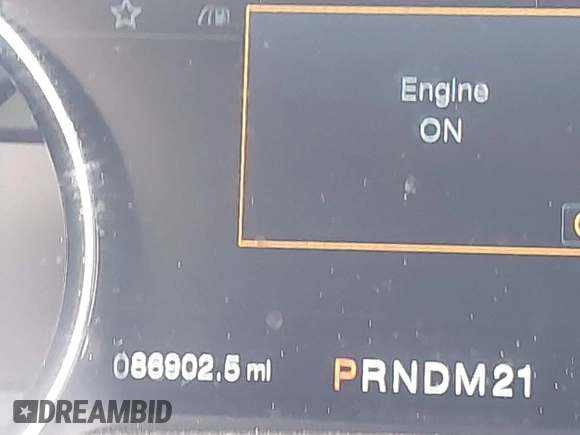 Engine
ON
086902.5 mi PRNDM21
DREAMBID